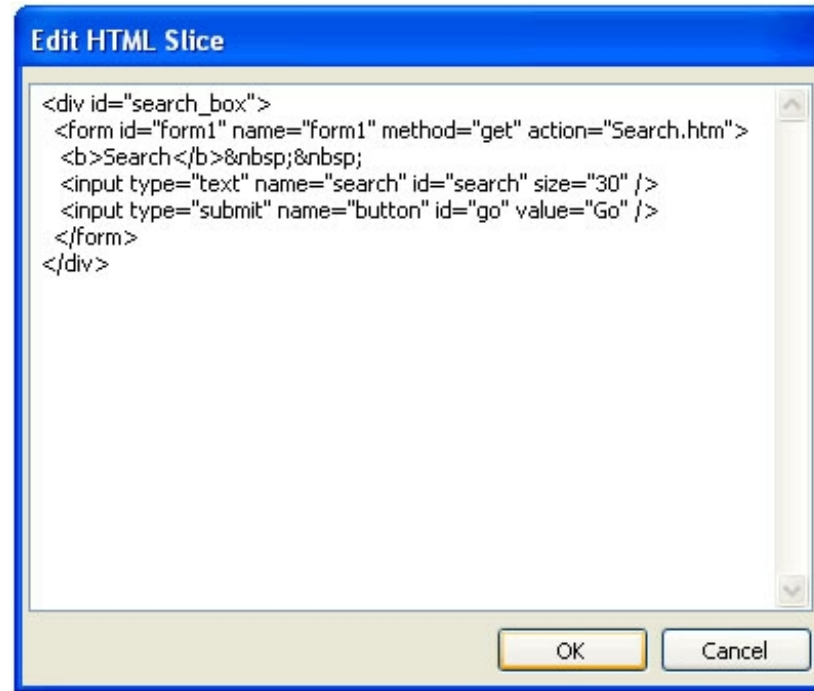 Edit HTML Slice
<div id="search_box">
<form id="form1" name="form1" method="get" action="Search.htm">
<b>Search</b>&nbsp;&nbsp;
<input type="text" name="search" id="search" size="30" />
<input type="submit" name="button" id="go" value="Go" />
</form>
</div>
OK Cancel